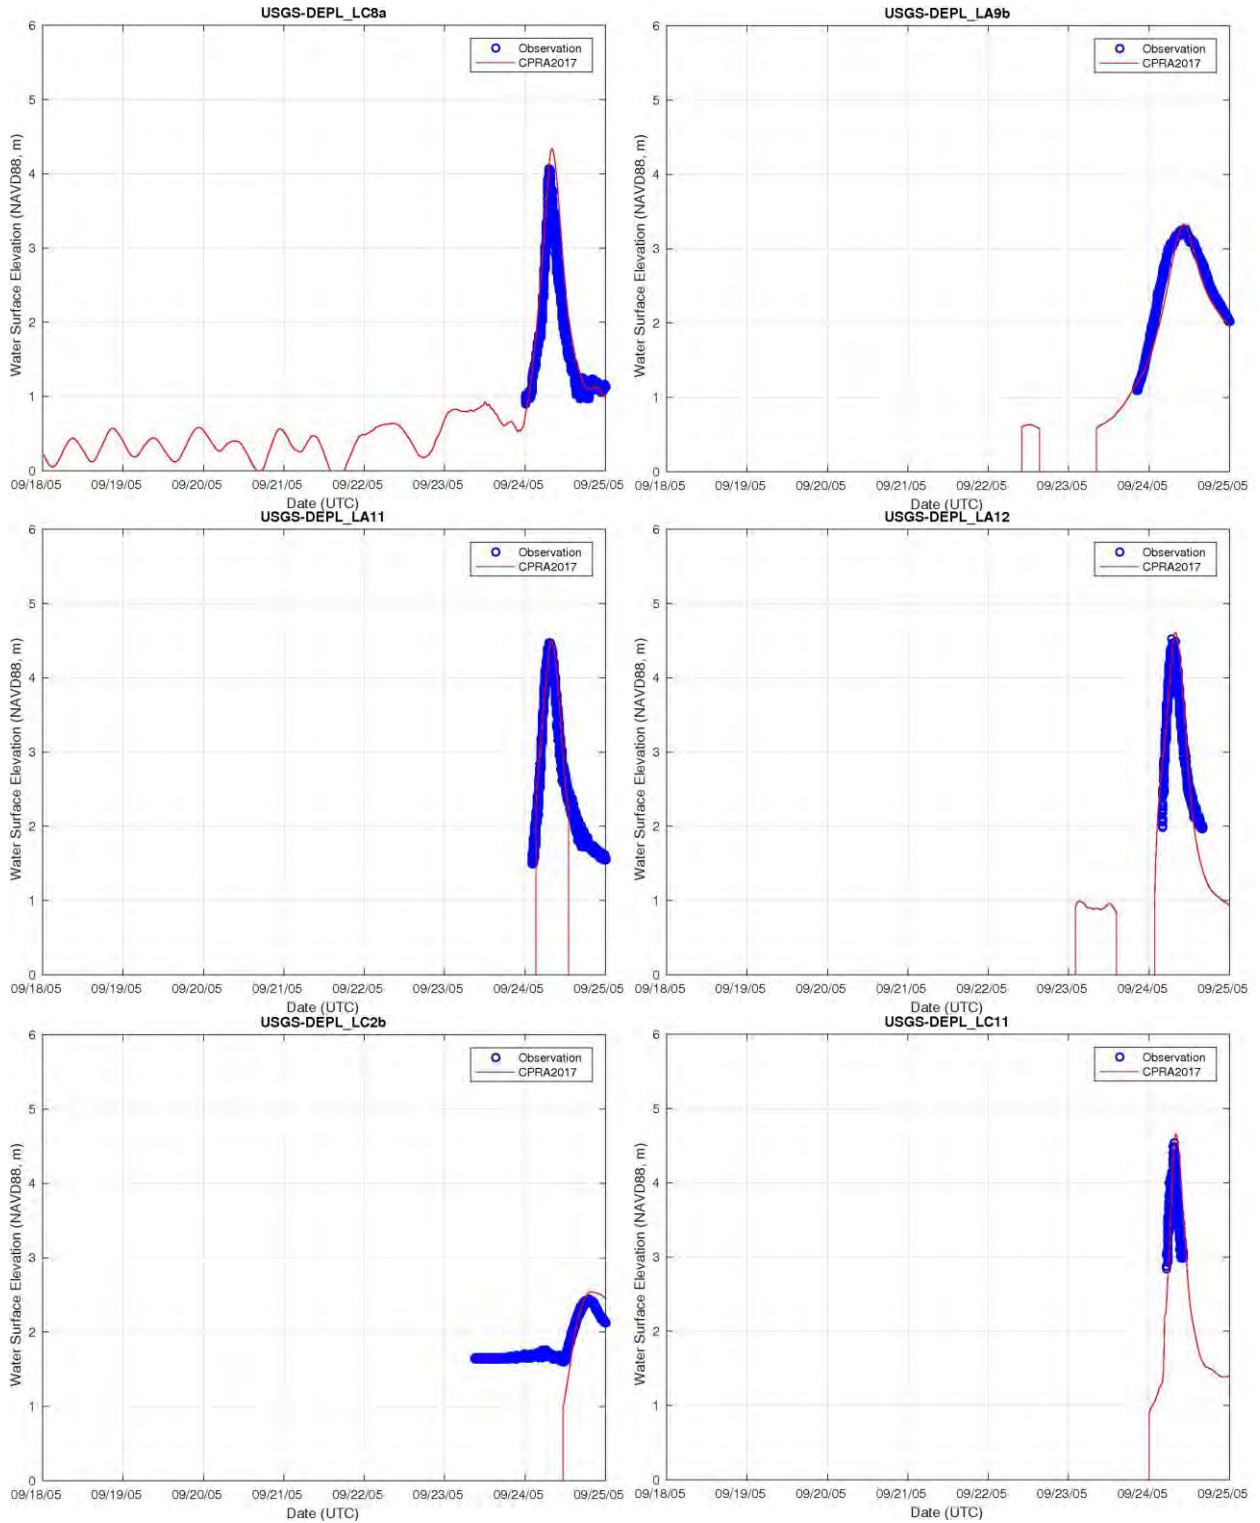 USGS-DEPL_LC8a
Observation
CPRA2017
Water Surface Elevation (NAVD88, m)
6
5
4
3
2
1
0
09/18/05 09/19/05 09/20/05 09/21/05 09/22/05 09/23/05 09/24/05 09/25/05
Date (UTC)
USGS-DEPL_LA9b
Observation
CPRA2017
Water Surface Elevation (NAVD88, m)
6
5
4
3
2
1
0
09/18/05 09/19/05 09/20/05 09/21/05 09/22/05 09/23/05 09/24/05 09/25/05
Date (UTC)
USGS-DEPL_LA11
Observation
CPRA2017
Water Surface Elevation (NAVD88, m)
6
5
4
3
2
1
0
09/18/05 09/19/05 09/20/05 09/21/05 09/22/05 09/23/05 09/24/05 09/25/05
Date (UTC)
USGS-DEPL_LA12
Observation
CPRA2017
Water Surface Elevation (NAVD88, m)
6
5
4
3
2
1
0
09/18/05 09/19/05 09/20/05 09/21/05 09/22/05 09/23/05 09/24/05 09/25/05
Date (UTC)
USGS-DEPL_LC2b
Observation
CPRA2017
Water Surface Elevation (NAVD88, m)
6
5
4
3
2
1
0
09/18/05 09/19/05 09/20/05 09/21/05 09/22/05 09/23/05 09/24/05 09/25/05
Date (UTC)
USGS-DEPL_LC11
Observation
CPRA2017
Water Surface Elevation (NAVD88, m)
6
5
4
3
2
1
0
09/18/05 09/19/05 09/20/05 09/21/05 09/22/05 09/23/05 09/24/05 09/25/05
Date (UTC)